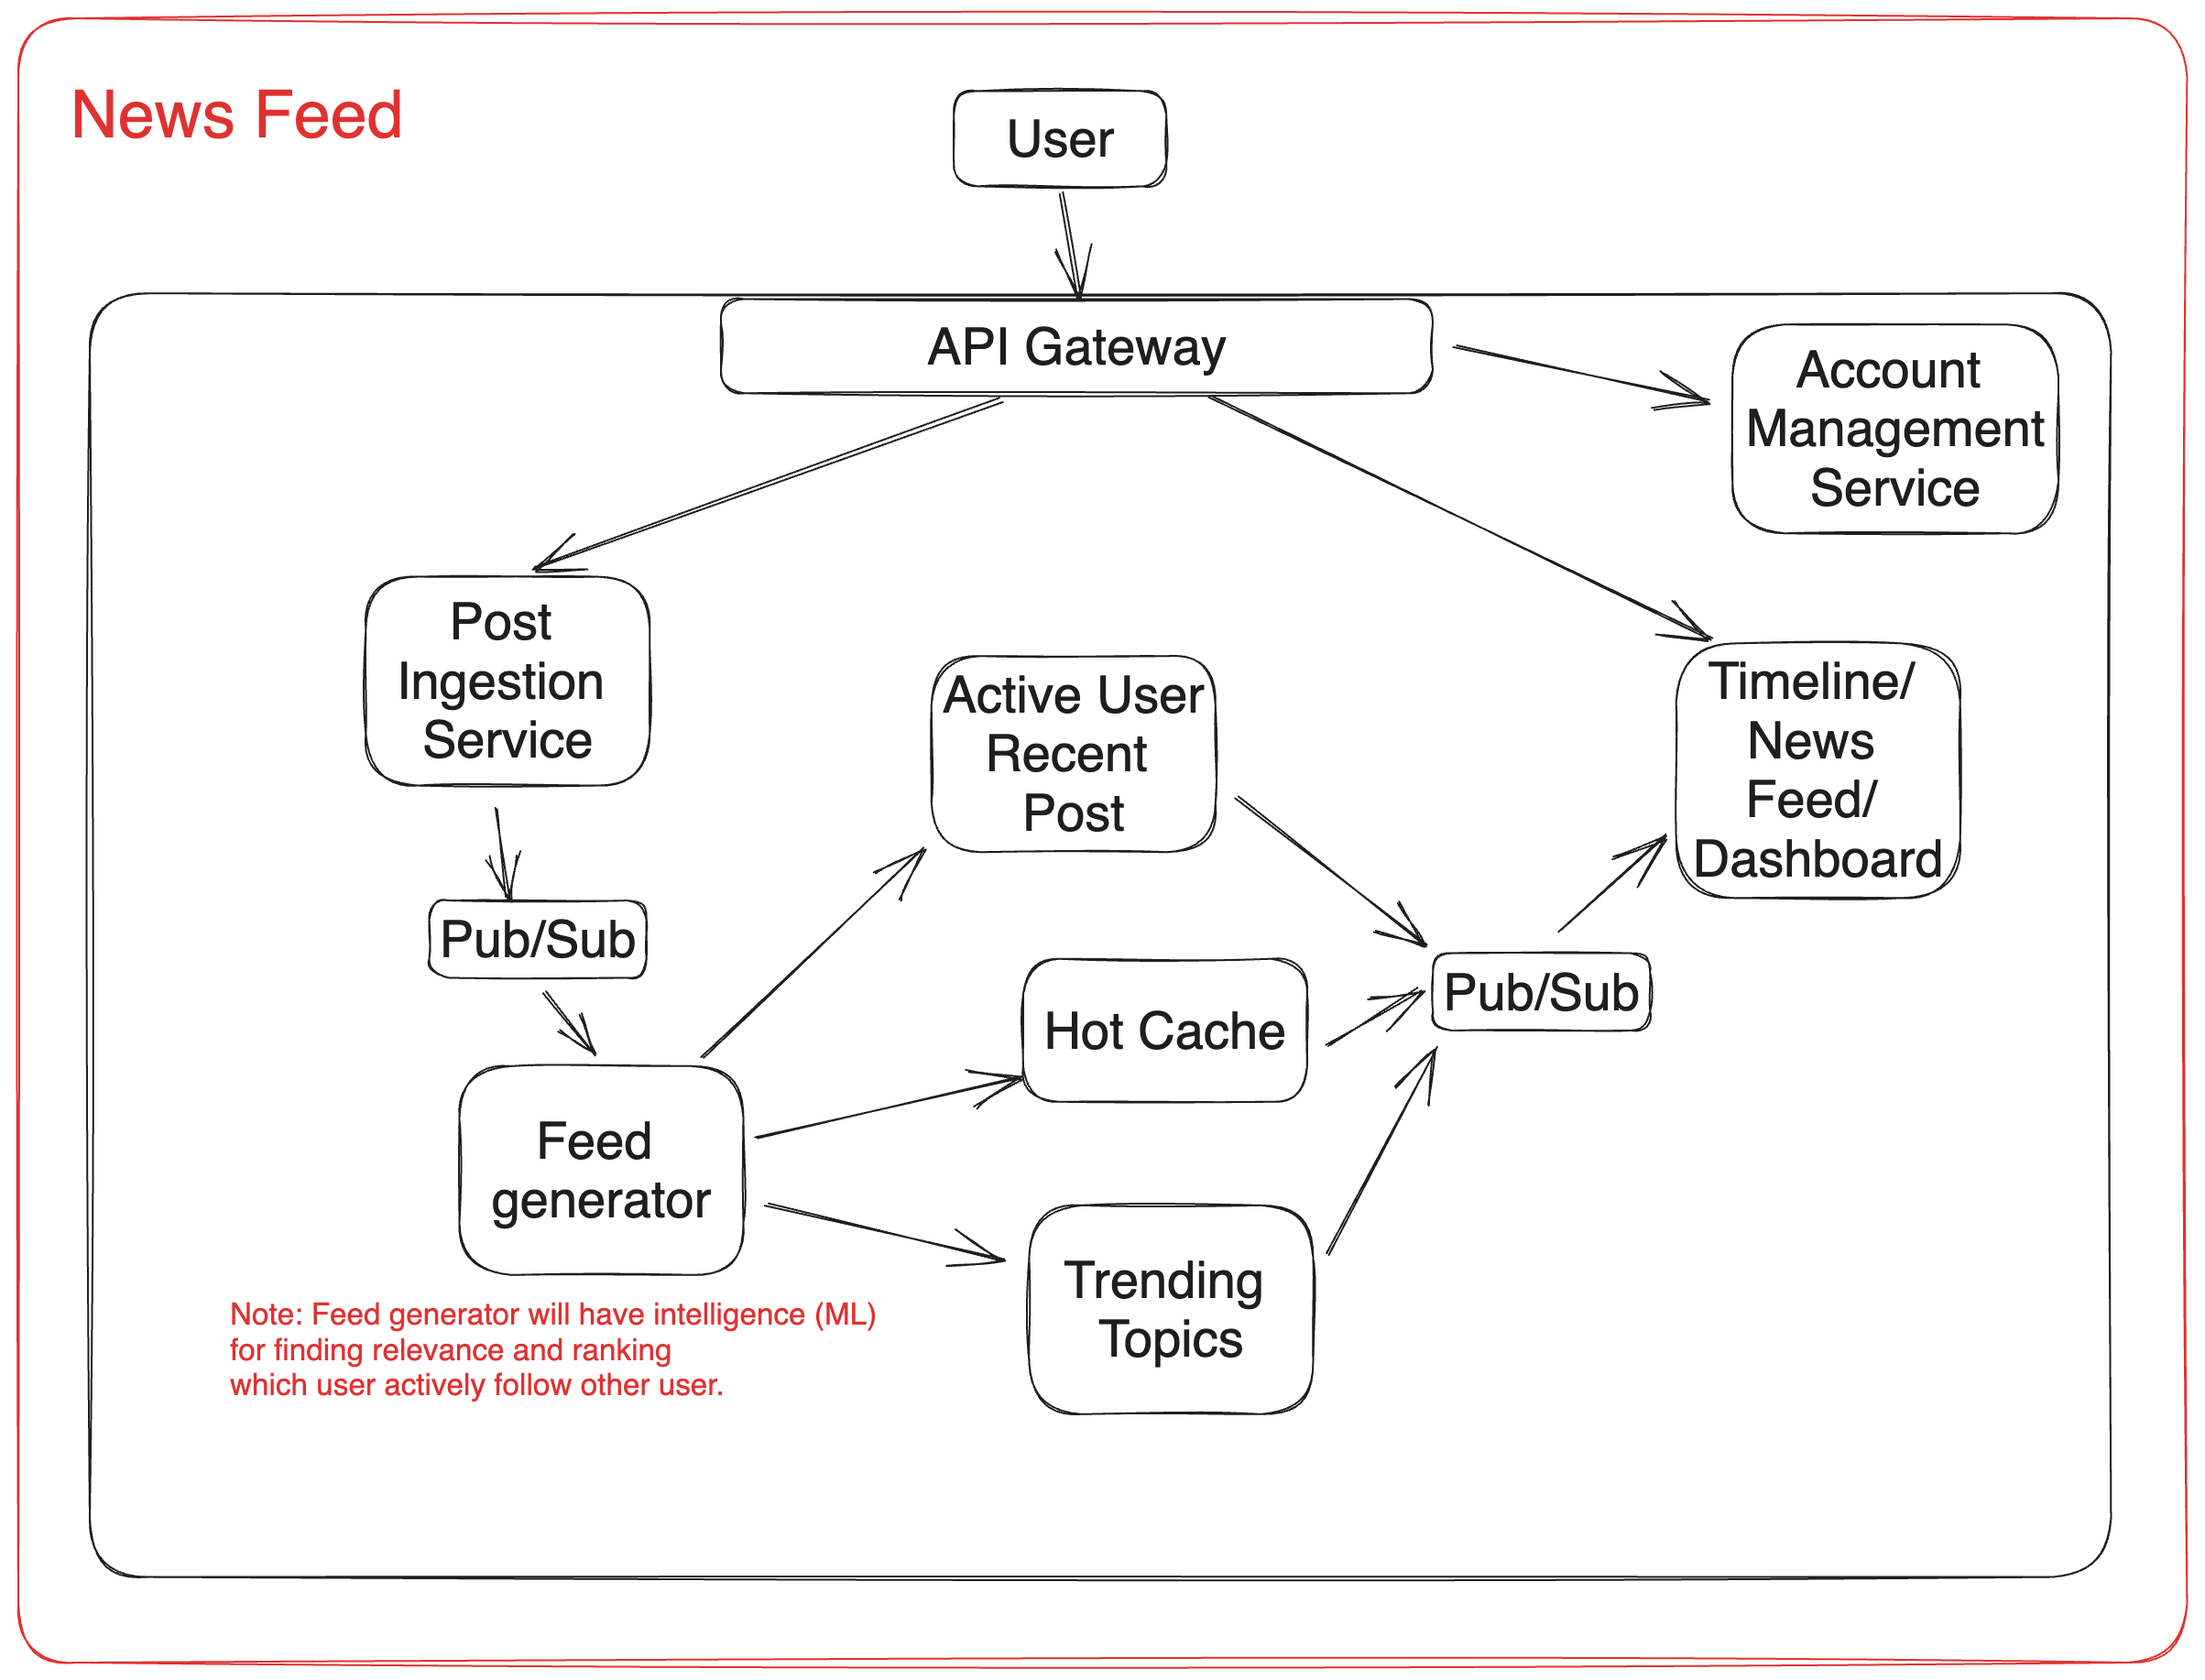 News Feed
User
API Gateway
Account
Management
Service
Post
Ingestion
Service
Active User
Recent
Post
Timeline/
News
Feed/
Dashboard
Pub/Sub
Hot Cache
Pub/Sub
Feed
generator
Trending
Topics
Note: Feed generator will have intelligence (ML)
for finding relevance and ranking
which user actively follow other user.